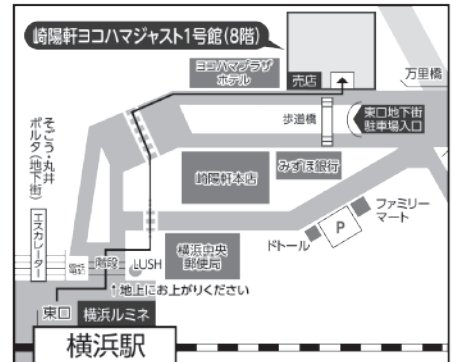 崎陽軒ヨコハマジャスト1号館(8階)
ヨコハマプラザ
ホテル
売店
万里橋
歩道橋
東口地下街
駐車場入口
そごう・丸井
ポルタ(地下街)
崎陽軒本店
みずほ銀行
エスカレーター
ファミリー
マート
P
ドトール
横浜中央
郵便局
電話
階段
LUSH
↑地上にお上がりください
東口
横浜ルミネ
横浜駅